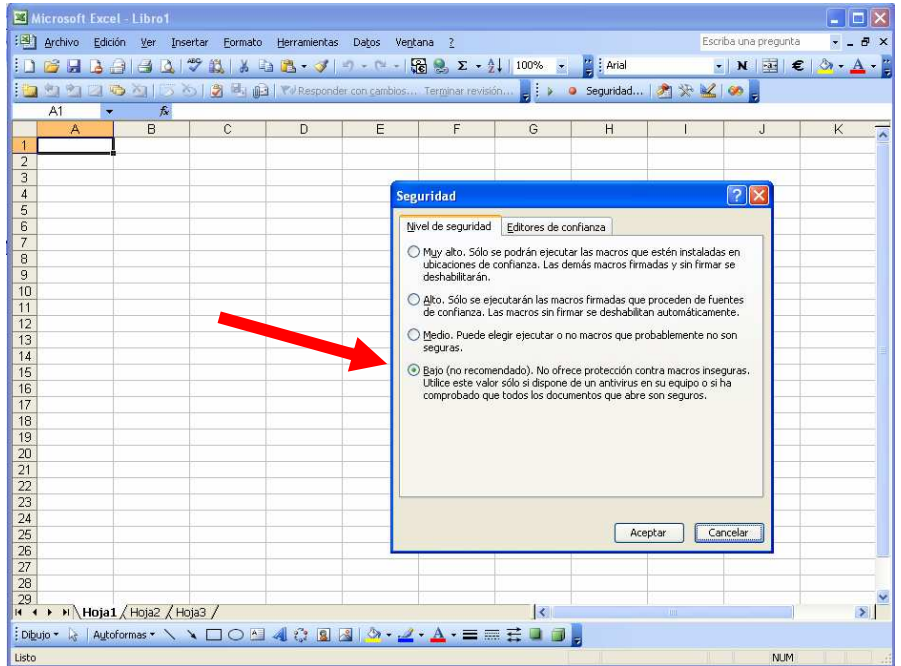 Microsoft Excel - Libro1
Archivo Edición Ver Insertar Formato Herramientas Datos Ventana ? Escriba una pregunta
100% Arial N €
Responder con cambios... Terminar revisión... Seguridad...
A1 fx
A B C D E F G H I J K
1
2
3
4
5
6
7
8
9
10
11
12
13
14
15
16
17
18
19
20
21
22
23
24
25
26
27
28
29
Seguridad
Nivel de seguridad Editores de confianza
Muy alto. Sólo se podrán ejecutar las macros que estén instaladas en
ubicaciones de confianza. Las demás macros firmadas y sin firmar se
deshabilitarán.
Alto. Sólo se ejecutarán las macros firmadas que proceden de fuentes
de confianza. Las macros sin firmar se deshabilitan automáticamente.
Medio. Puede elegir ejecutar o no macros que probablemente no son
seguras.
Bajo (no recomendado). No ofrece protección contra macros inseguras.
Utilice este valor sólo si dispone de un antivirus en su equipo o si ha
comprobado que todos los documentos que abre son seguros.
Aceptar Cancelar
Hoja1 Hoja2 Hoja3
Dibujo Autoformas
Listo NUM